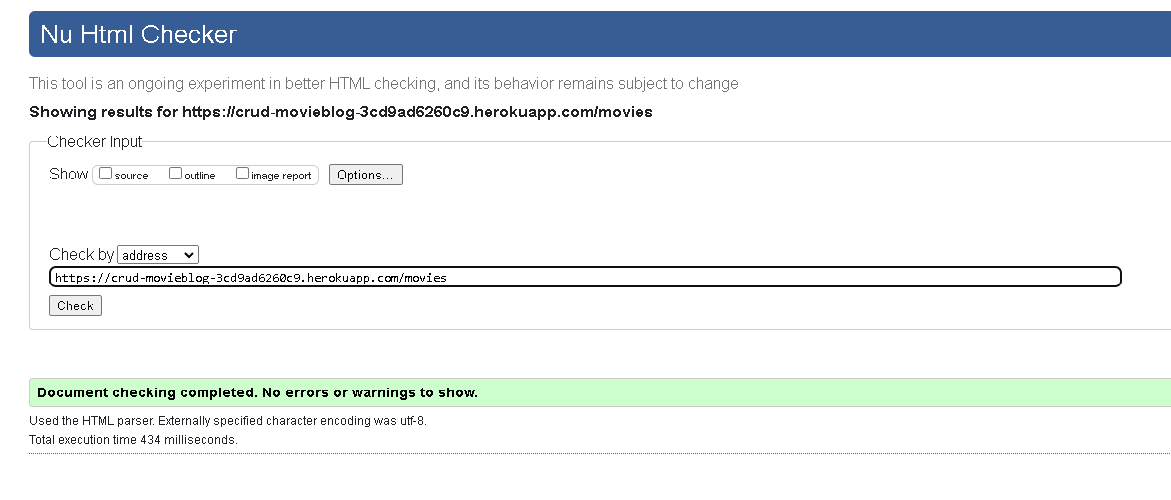 Nu Html Checker
This tool is an ongoing experiment in better HTML checking, and its behavior remains subject to change
Showing results for https://crud-movieblog-3cd9ad6260c9.herokuapp.com/movies
Checker Input
Show source outline image report Options...
Check by address
https://crud-movieblog-3cd9ad6260c9.herokuapp.com/movies
Check
Document checking completed. No errors or warnings to show.
Used the HTML parser. Externally specified character encoding was utf-8.
Total execution time 434 milliseconds.